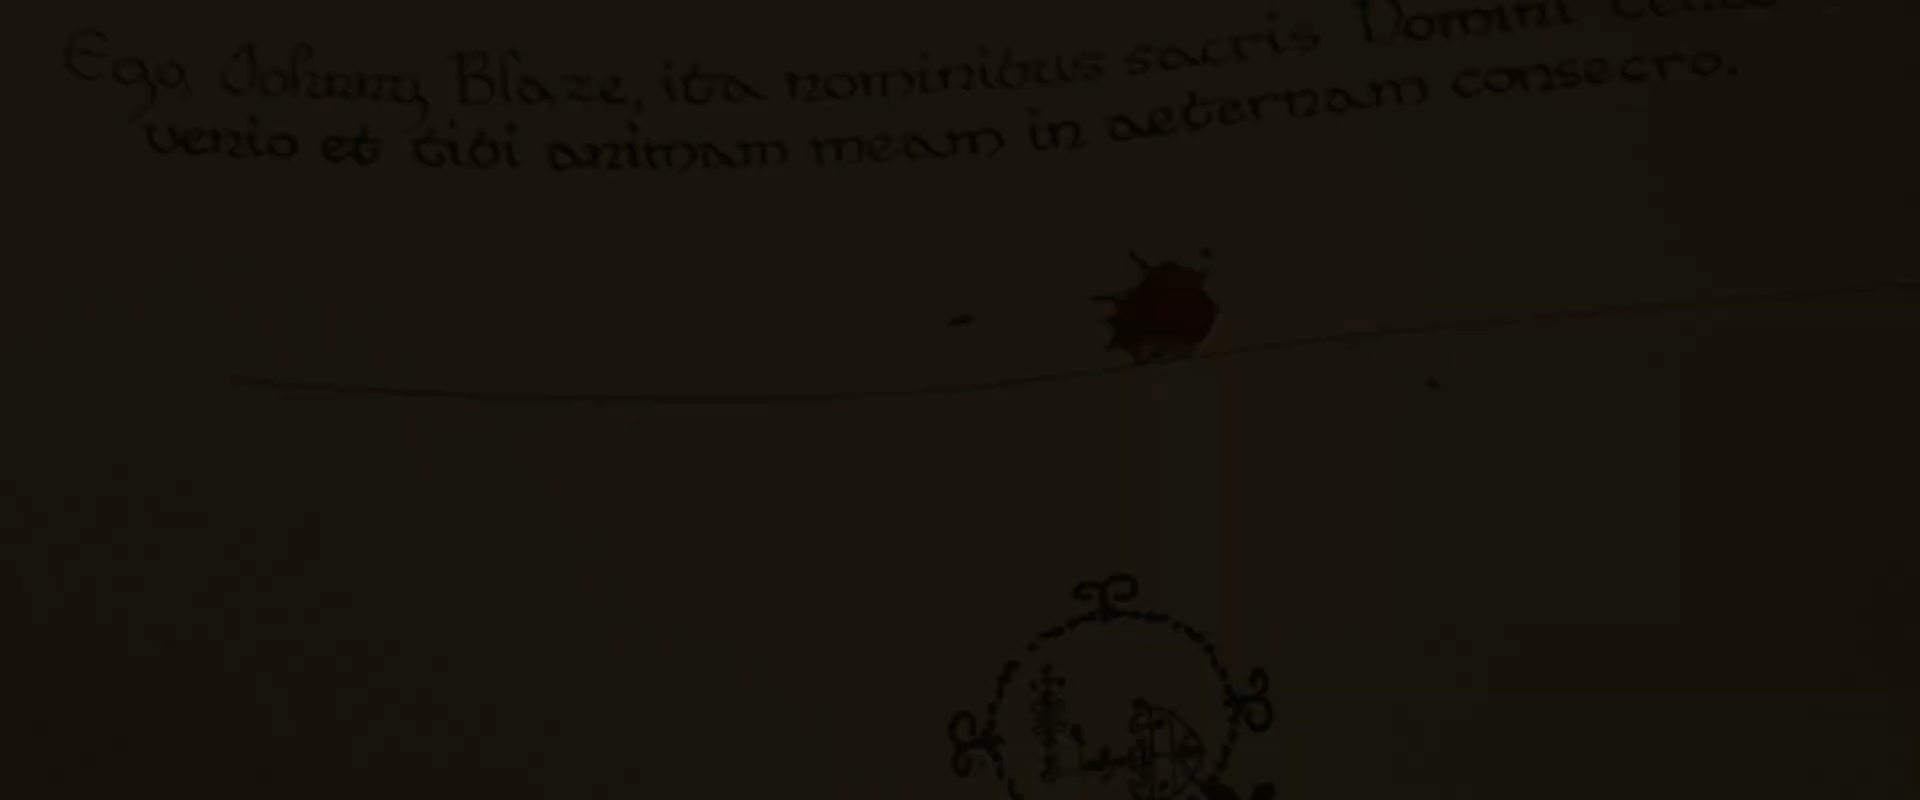 Ego Johnny Blaze, ita nominibus sacris Domini
venio et tibi animam meam in aeternam consecro.